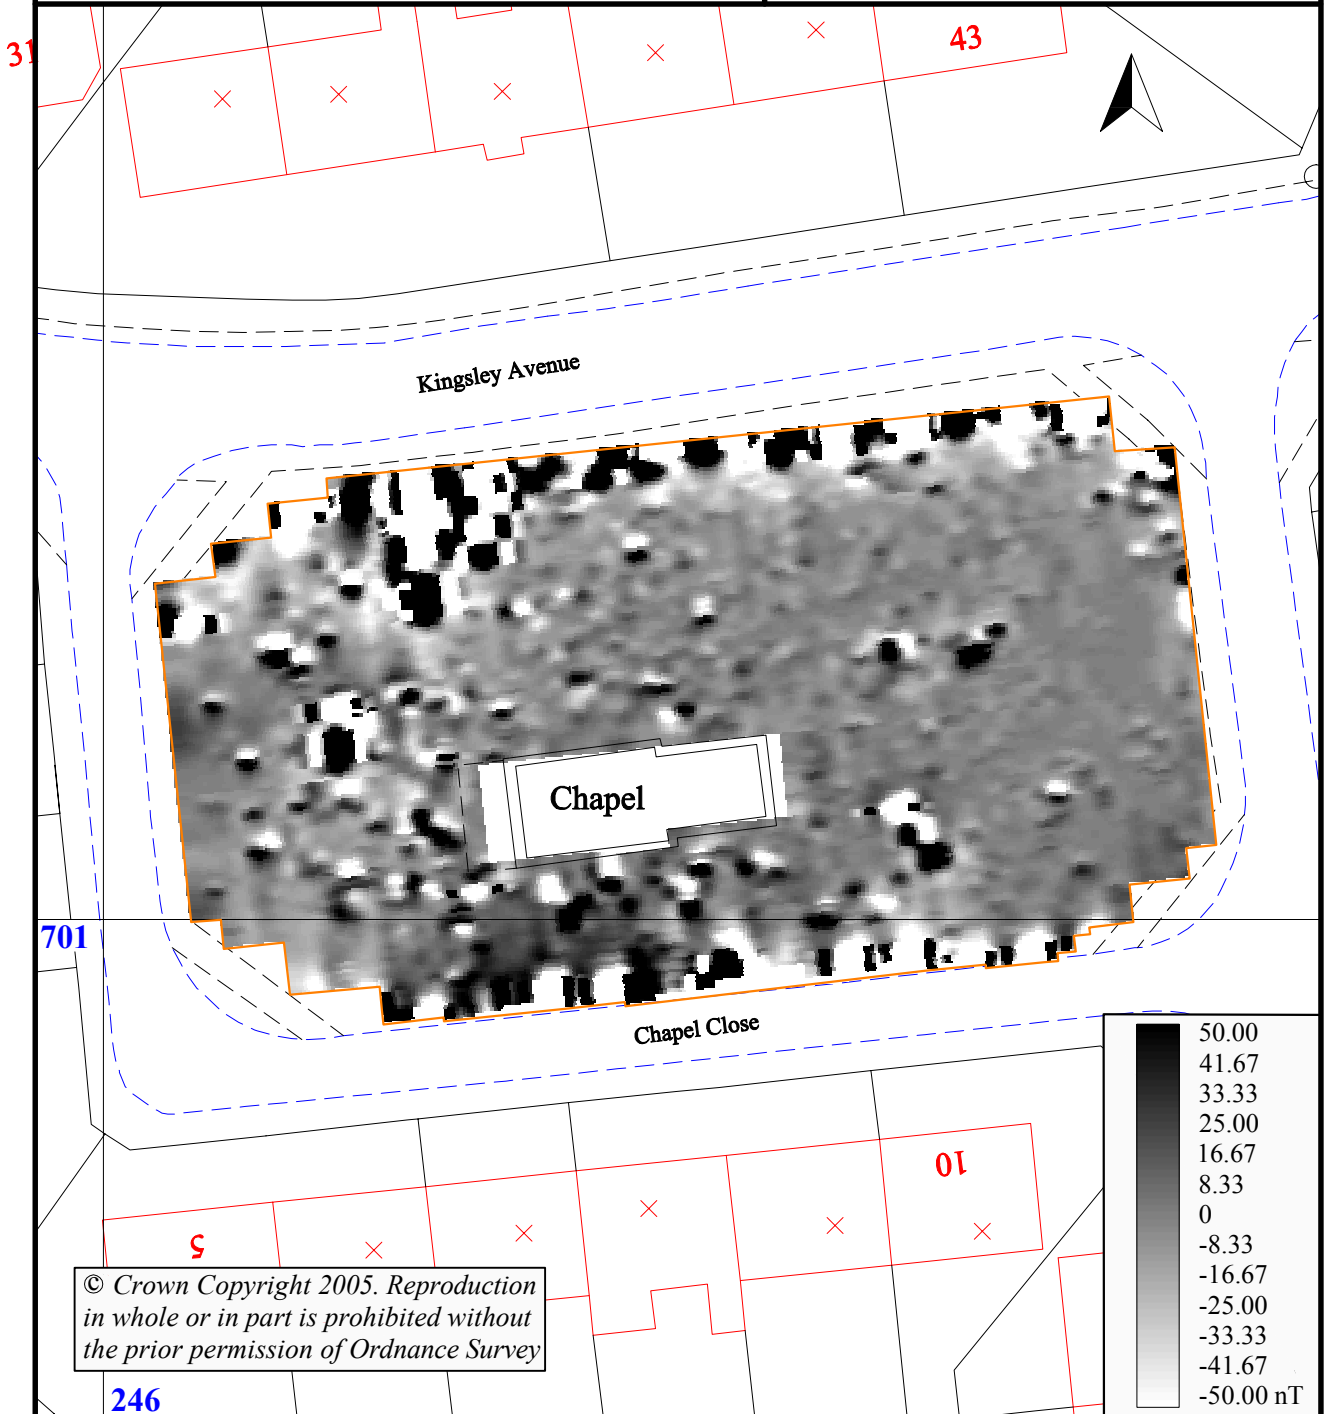 31
43
Kingsley Avenue
Chapel
701
Chapel Close
50.00
41.67
33.33
25.00
16.67
8.33
0
-8.33
-16.67
-25.00
-33.33
-41.67
-50.00 nT
10
5
© Crown Copyright 2005. Reproduction
in whole or in part is prohibited without
the prior permission of Ordnance Survey
246